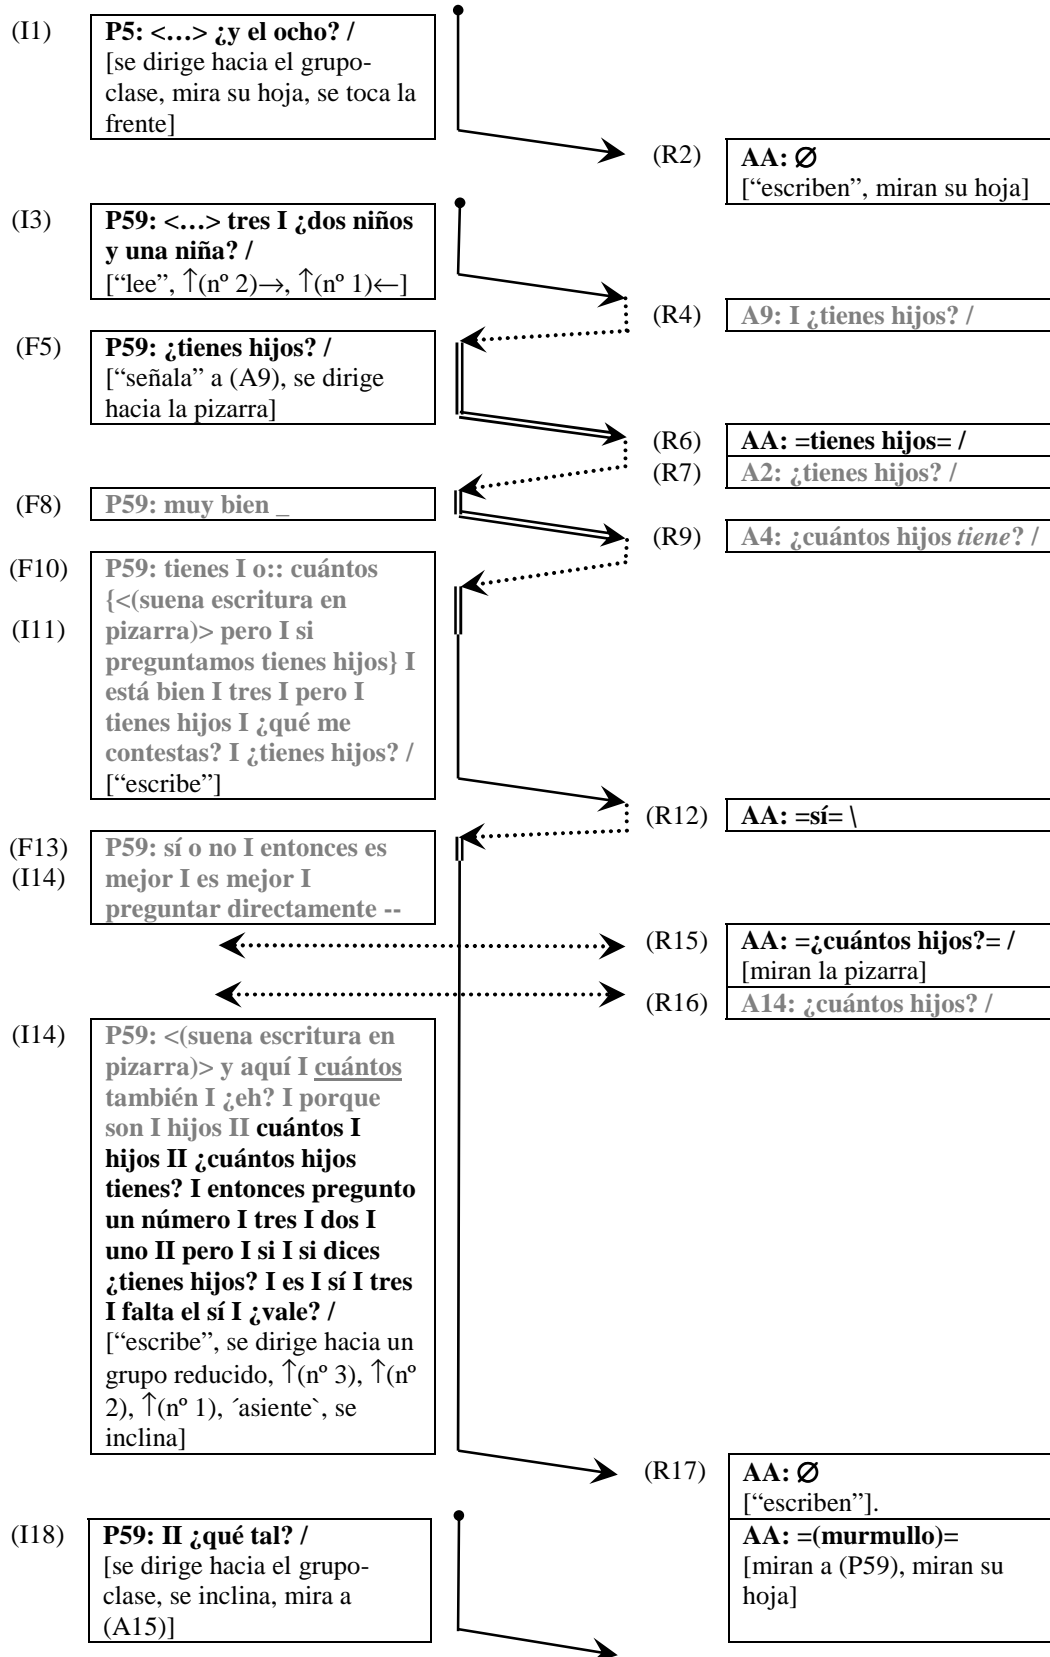 (I1)
P5: <…> ¿y el ocho? /
[se dirige hacia el grupo-
clase, mira su hoja, se toca la
frente]
(R2)
AA: Ø
[“escriben”, miran su hoja]
(I3)
P59: <…> tres I ¿dos niños
y una niña? /
[“lee”, ↑(nº 2)→, ↑(nº 1)←]
(R4)
A9: I ¿tienes hijos? /
(F5)
P59: ¿tienes hijos? /
[“señala” a (A9), se dirige
hacia la pizarra]
(R6)
AA: =tienes hijos= /
(R7)
A2: ¿tienes hijos? /
(F8)
P59: muy bien _
(R9)
A4: ¿cuántos hijos tiene? /
(F10)
(I11)
P59: tienes I o:: cuántos
{<(suena escritura en
pizarra)> pero I si
preguntamos tienes hijos} I
está bien I tres I pero I
tienes hijos I ¿qué me
contestas? I ¿tienes hijos? /
[“escribe”]
(R12)
AA: =sí= \
(F13)
(I14)
P59: sí o no I entonces es
mejor I es mejor I
preguntar directamente --
(R15)
AA: =¿cuántos hijos?= /
[miran la pizarra]
(R16)
A14: ¿cuántos hijos? /
(I14)
P59: <(suena escritura en
pizarra)> y aquí I cuántos
también I ¿eh? I porque
son I hijos II cuántos I
hijos II ¿cuántos hijos
tienes? I entonces pregunto
un número I tres I dos I
uno II pero I si I si dices
¿tienes hijos? I es I sí I tres
I falta el sí I ¿vale? /
[“escribe”, se dirige hacia un
grupo reducido, ↑(nº 3), ↑(nº
2), ↑(nº 1), ´asiente`, se
inclina]
(R17)
AA: Ø
[“escriben”].
(I18)
P59: II ¿qué tal? /
[se dirige hacia el grupo-
clase, se inclina, mira a
(A15)]
AA: =(murmullo)=
[miran a (P59), miran su
hoja]